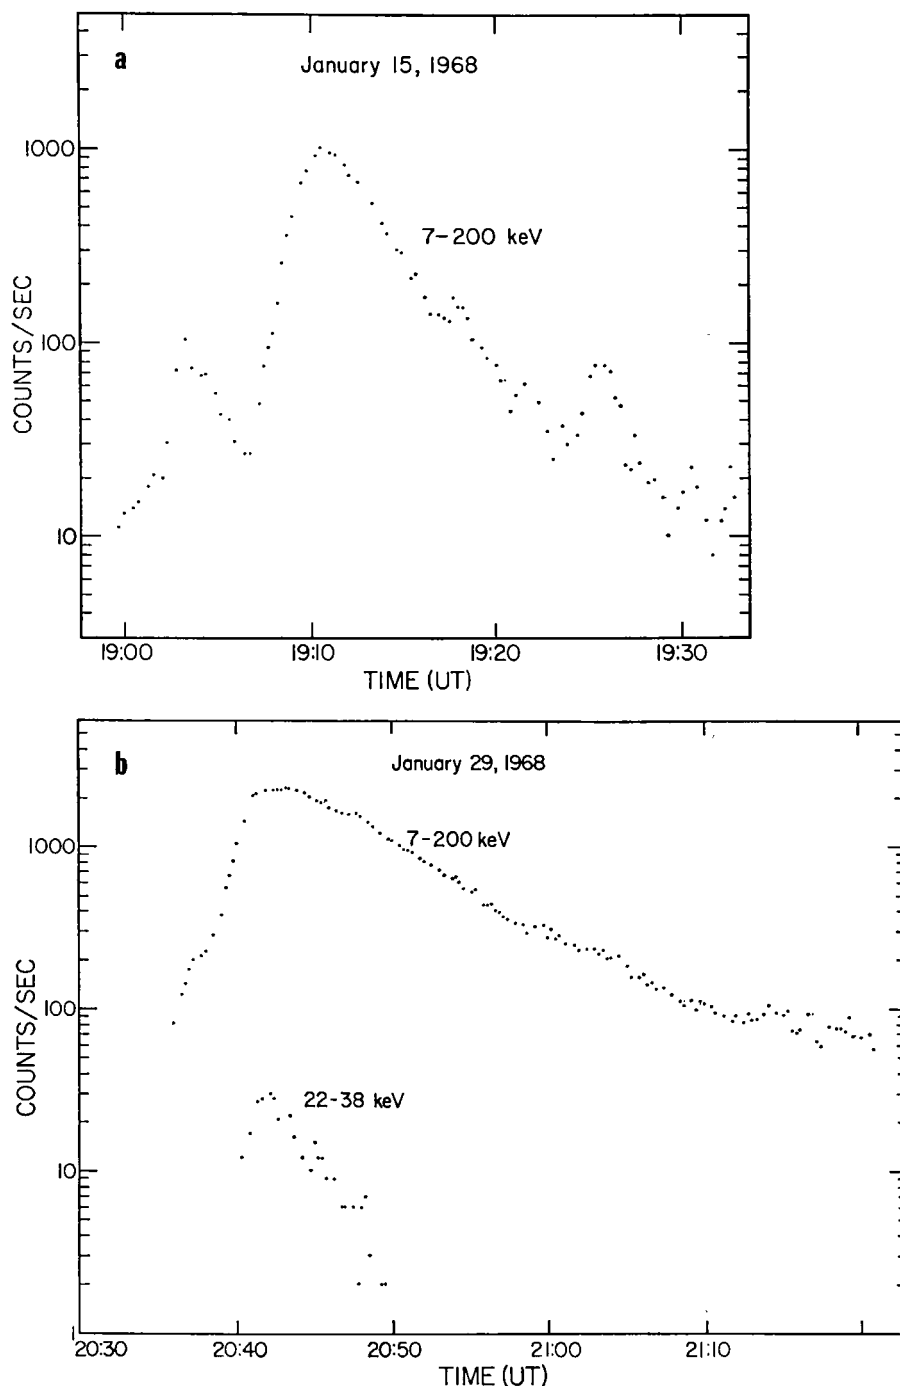 a
January 15, 1968
1000
7-200 keV
COUNTS/SEC
100
10
19:00 19:10 19:20 19:30
TIME (UT)
b
January 29, 1968
1000
7-200 keV
COUNTS/SEC
100
22-38 keV
10
1
20:30 20:40 20:50 21:00 21:10
TIME (UT)